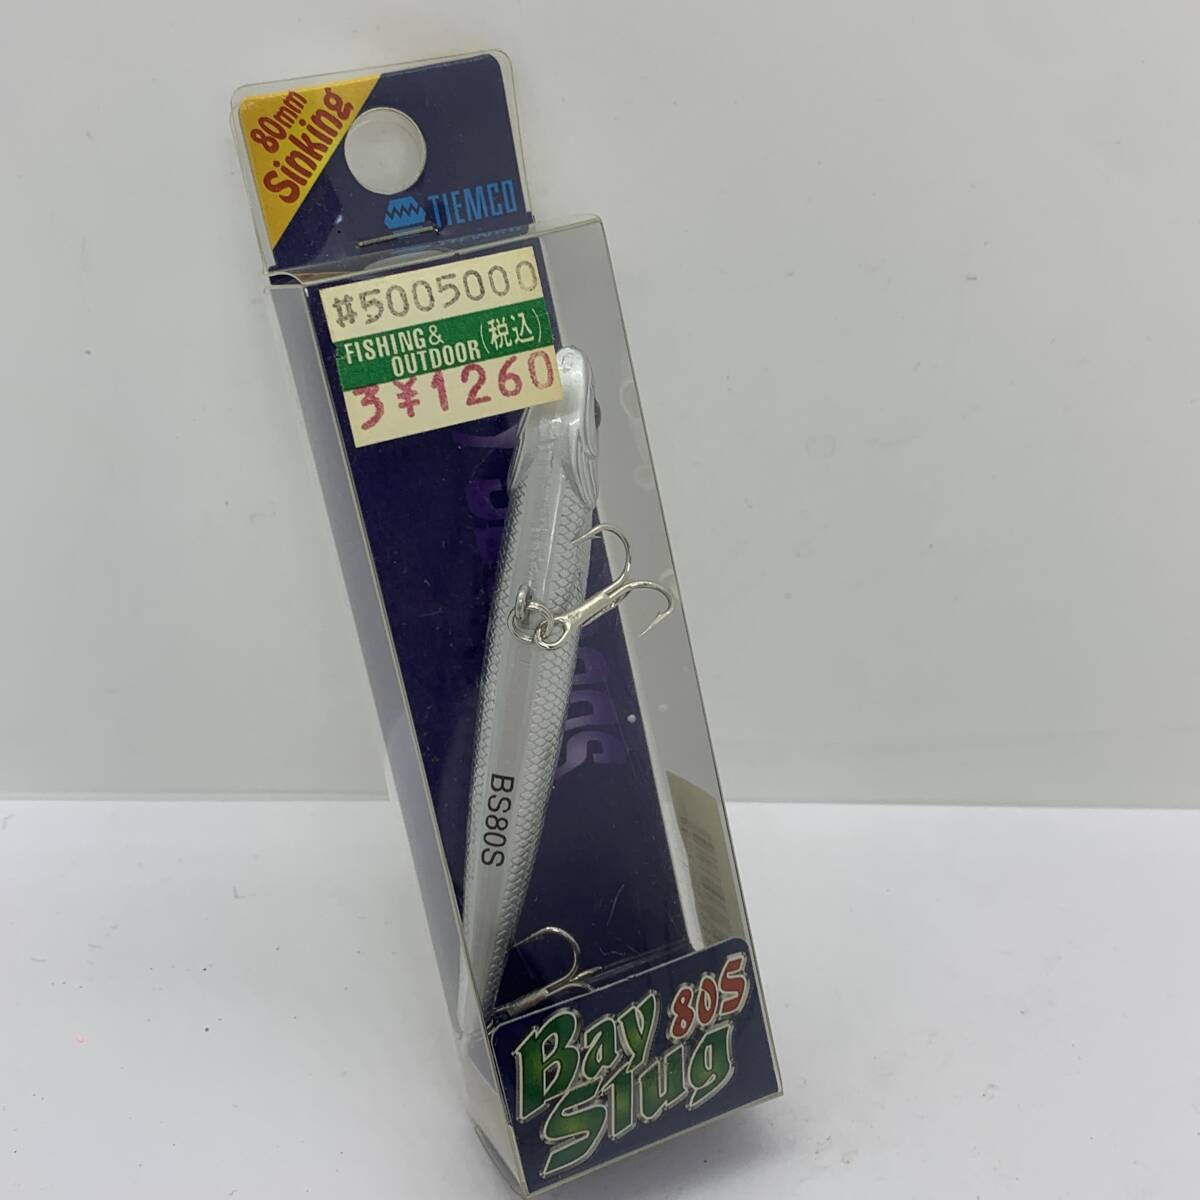 80mm
Sinking
TIEMCO
#5005000
FISHING &
OUTDOOR (税込)
3 ¥1260
BS80S
Bay 80S
Slug